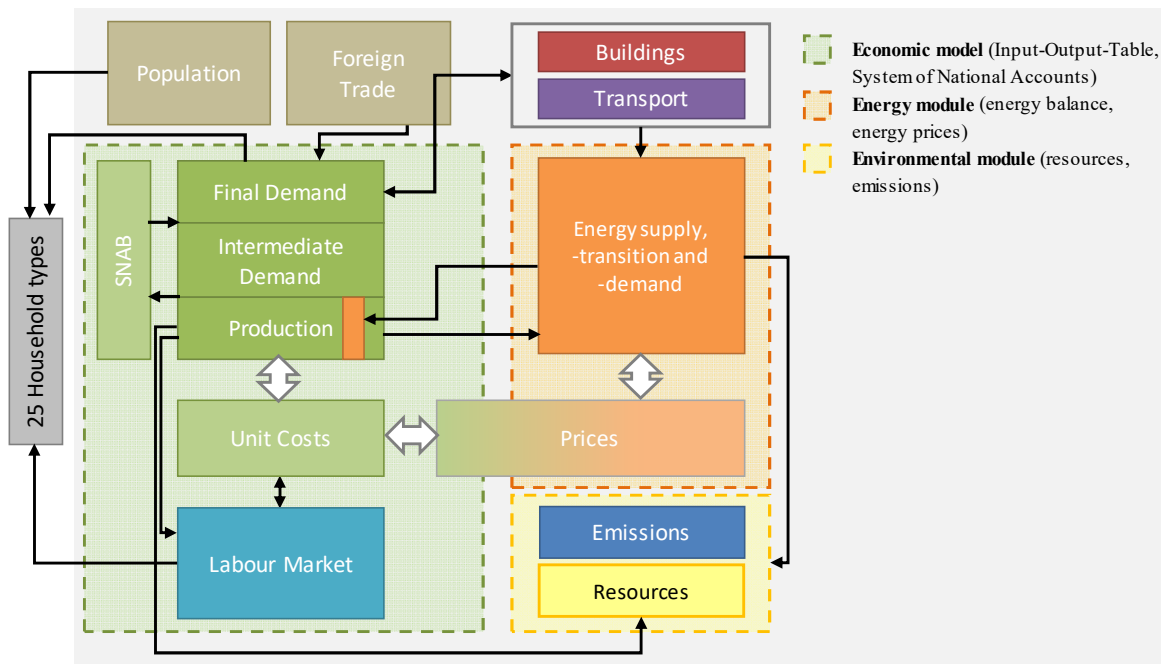 Population
Foreign
Trade
Buildings
Transport
Economic model (Input-Output-Table,
System of National Accounts)
Energy module (energy balance,
energy prices)
Environmental module (resources,
emissions)
25 Household types
SNAB
Final Demand
Intermediate
Demand
Production
Energy supply,
-transition and
-demand
Unit Costs
Prices
Labour Market
Emissions
Resources